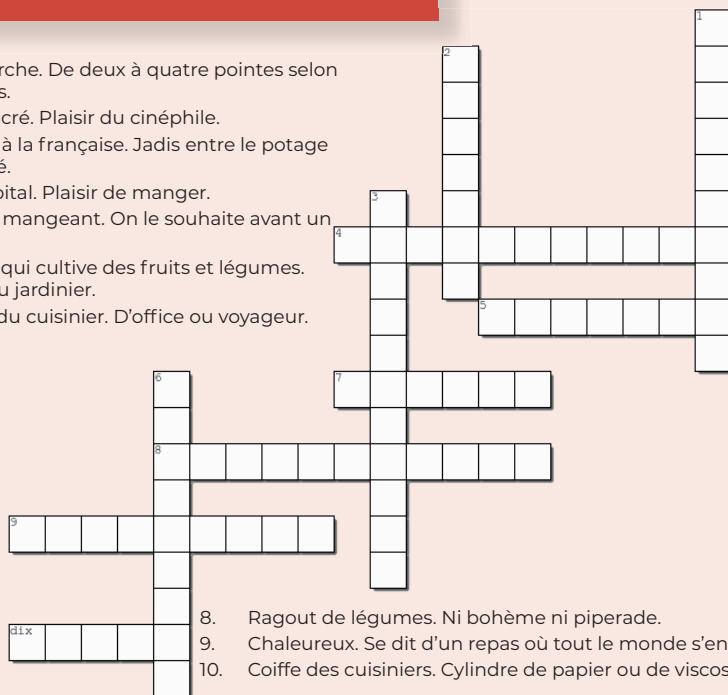 1
2
rche. De deux à quatre pointes selon
s.
cré. Plaisir du cinéphile.
à la française. Jadis entre le potage
é.
pital. Plaisir de manger.
3
mangeant. On le souhaite avant un
4
qui cultive des fruits et légumes.
u jardinier.
5
du cuisinier. D’office ou voyageur.
6
7
8
9
8. Ragout de légumes. Ni bohème ni piperade.
dix
9. Chaleureux. Se dit d’un repas où tout le monde s’en
10. Coiffe des cuisiniers. Cylindre de papier ou de viscos